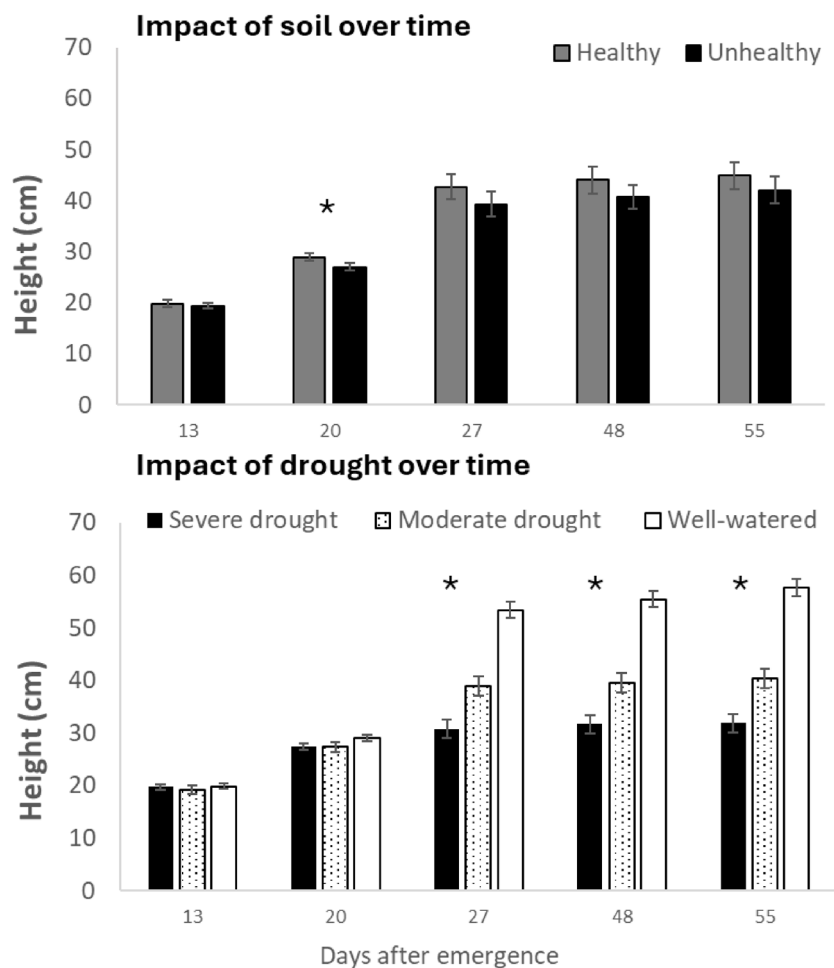 Impact of soil over time
70
Healthy Unhealthy
60
50
40
*
30
20
10
0
Height (cm)
13 20 27 48 55
Impact of drought over time
70
Severe drought Moderate drought Well-watered
60
* * *
50
40
30
20
10
0
Height (cm)
13 20 27 48 55
Days after emergence